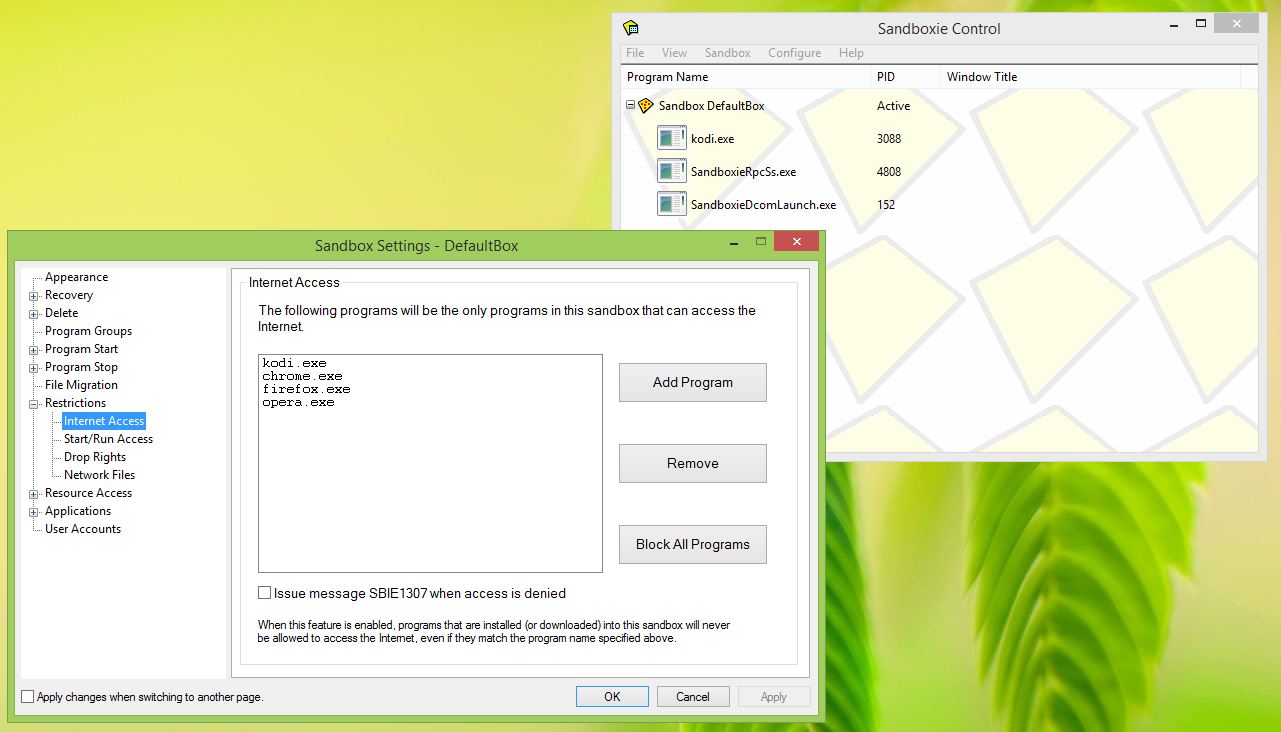 Sandboxie Control
File View Sandbox Configure Help
Program Name PID Window Title
Sandbox DefaultBox Active
kodi.exe 3088
SandboxieRpcSs.exe 4808
SandboxieDcomLaunch.exe 152
Sandbox Settings - DefaultBox
Appearance
Recovery
Delete
Program Groups
Program Start
Program Stop
File Migration
Restrictions
Internet Access
Start/Run Access
Drop Rights
Network Files
Resource Access
Applications
User Accounts
Internet Access
The following programs will be the only programs in this sandbox that can access the
Internet.
kodi.exe
chrome.exe
firefox.exe
opera.exe
Add Program
Remove
Block All Programs
Issue message SBIE1307 when access is denied
When this feature is enabled, programs that are installed (or downloaded) into this sandbox will never
be allowed to access the Internet, even if they match the program name specified above.
Apply changes when switching to another page.
OK Cancel Apply